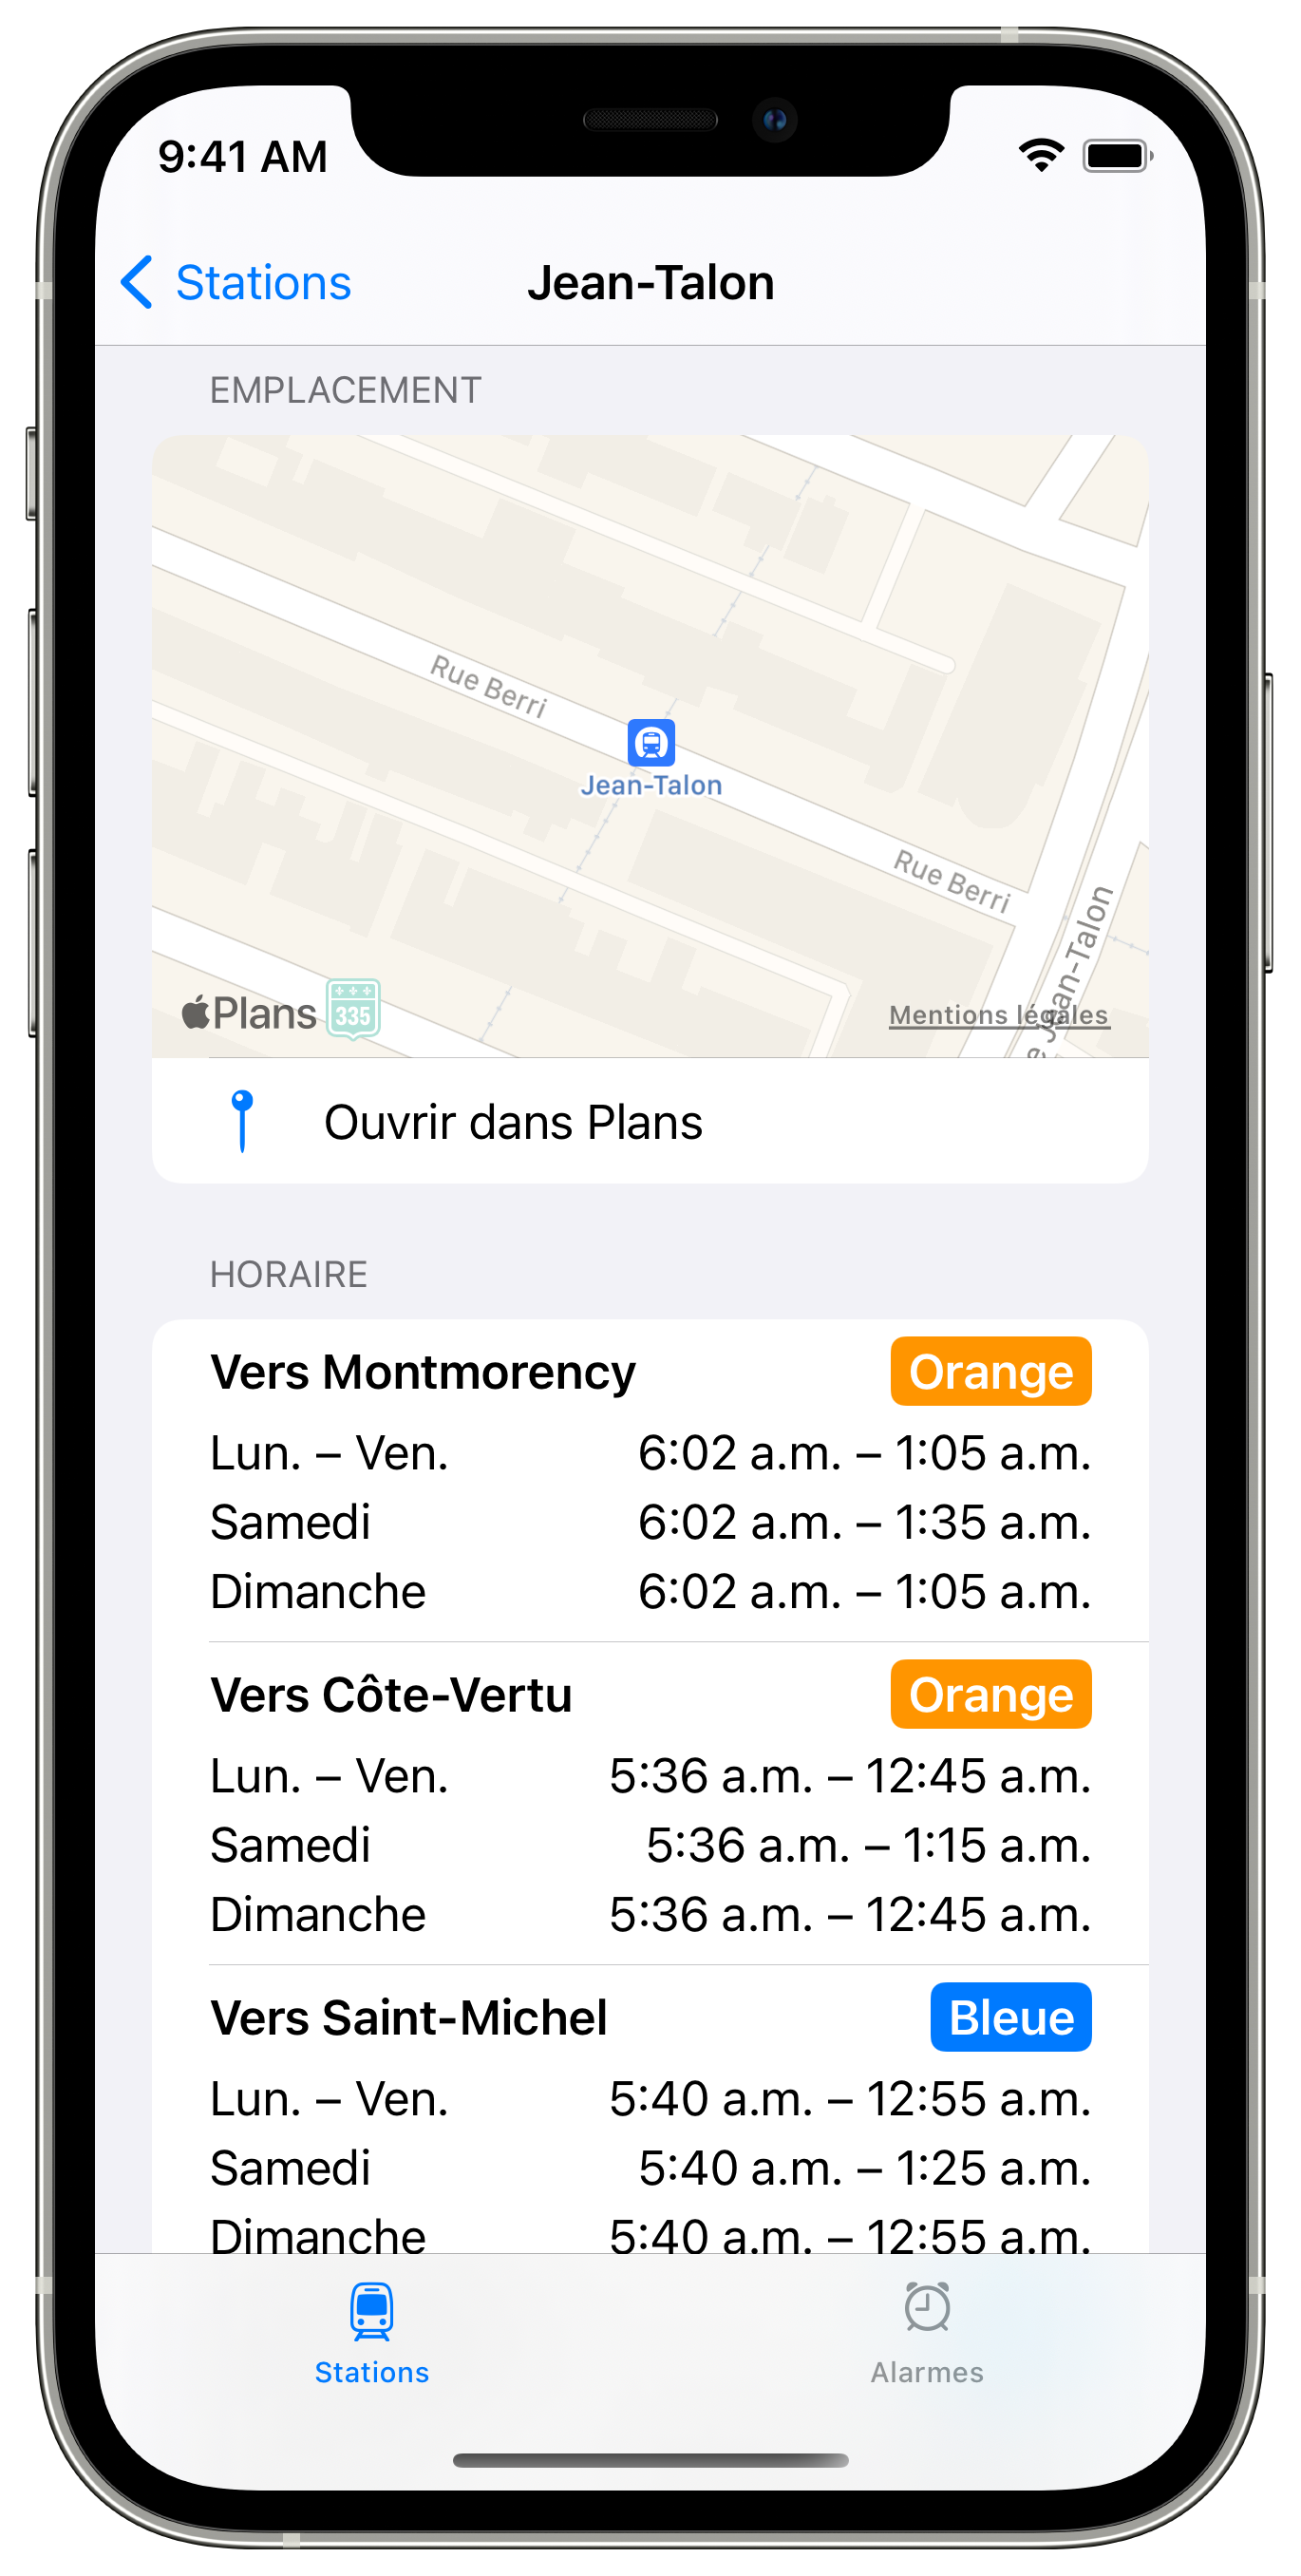 9:41 AM
Stations
Jean-Talon
EMPLACEMENT
Rue Berri
Jean-Talon
Rue Berri
e Jean-Talon
Plans
335
Mentions légales
Ouvrir dans Plans
HORAIRE
Vers Montmorency Orange
Lun. – Ven. 6:02 a.m. – 1:05 a.m.
Samedi 6:02 a.m. – 1:35 a.m.
Dimanche 6:02 a.m. – 1:05 a.m.
Vers Côte-Vertu Orange
Lun. – Ven. 5:36 a.m. – 12:45 a.m.
Samedi 5:36 a.m. – 1:15 a.m.
Dimanche 5:36 a.m. – 12:45 a.m.
Vers Saint-Michel Bleue
Lun. – Ven. 5:40 a.m. – 12:55 a.m.
Samedi 5:40 a.m. – 1:25 a.m.
Dimanche 5:40 a.m. – 12:55 a.m.
Stations
Alarmes